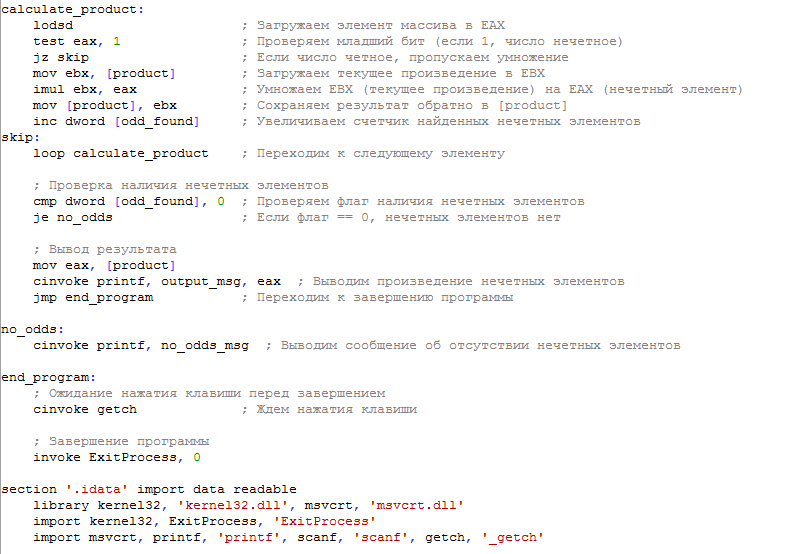 calculate_product:
    lodsd                     ; Загружаем элемент массива в EAX
    test eax, 1               ; Проверяем младший бит (если 1, число нечетное)
    jz skip                   ; Если число четное, пропускаем умножение
    mov ebx, [product]        ; Загружаем текущее произведение в EBX
    imul ebx, eax             ; Умножаем EBX (текущее произведение) на EAX (нечетный элемент)
    mov [product], ebx        ; Сохраняем результат обратно в [product]
    inc dword [odd_found]     ; Увеличиваем счетчик найденных нечетных элементов
skip:
    loop calculate_product    ; Переходим к следующему элементу

    ; Проверка наличия нечетных элементов
    cmp dword [odd_found], 0  ; Проверяем флаг наличия нечетных элементов
    je no_odds                ; Если флаг == 0, нечетных элементов нет

    ; Вывод результата
    mov eax, [product]
    cinvoke printf, output_msg, eax  ; Выводим произведение нечетных элементов
    jmp end_program           ; Переходим к завершению программы

no_odds:
    cinvoke printf, no_odds_msg  ; Выводим сообщение об отсутствии нечетных элементов

end_program:
    ; Ожидание нажатия клавиши перед завершением
    cinvoke getch             ; Ждем нажатия клавиши

    ; Завершение программы
    invoke ExitProcess, 0

section '.idata' import data readable
    library kernel32, 'kernel32.dll', msvcrt, 'msvcrt.dll'
    import kernel32, ExitProcess, 'ExitProcess'
    import msvcrt, printf, 'printf', scanf, 'scanf', getch, '_getch'